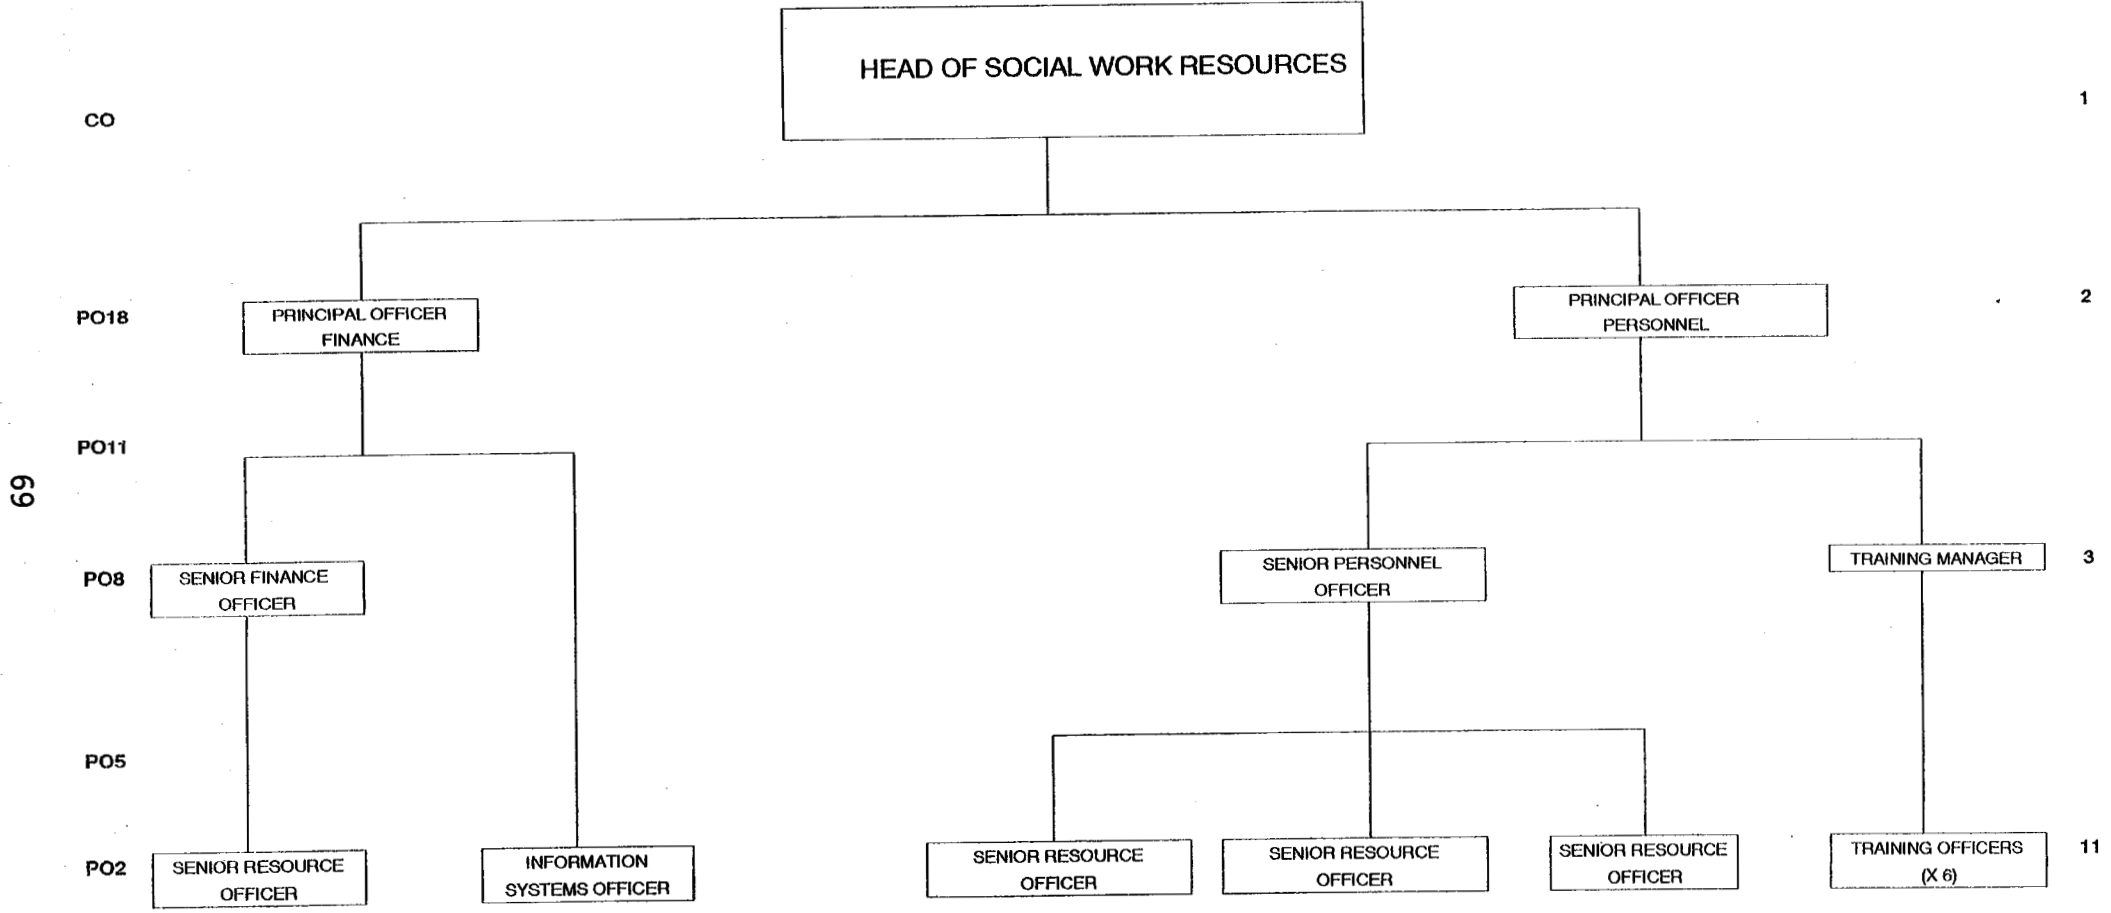 HEAD OF SOCIAL WORK RESOURCES
CO
1
PO18
PRINCIPAL OFFICER
FINANCE
PRINCIPAL OFFICER
PERSONNEL
2
PO11
69
PO8
SENIOR FINANCE
OFFICER
SENIOR PERSONNEL
OFFICER
TRAINING MANAGER
3
PO5
PO2
SENIOR RESOURCE
OFFICER
INFORMATION
SYSTEMS OFFICER
SENIOR RESOURCE
OFFICER
SENIOR RESOURCE
OFFICER
SENIOR RESOURCE
OFFICER
TRAINING OFFICERS
(X 6)
11